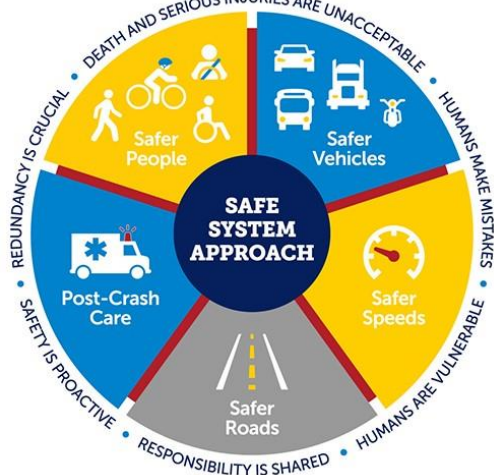 DEATH AND SERIOUS INJURIES ARE UNACCEPTABLE
HUMANS MAKE MISTAKES
HUMANS ARE VULNERABLE
RESPONSIBILITY IS SHARED
SAFETY IS PROACTIVE
REDUNDANCY IS CRUCIAL
Safer
People
Safer
Vehicles
SAFE
SYSTEM
APPROACH
Post-Crash
Care
Safer
Speeds
Safer
Roads